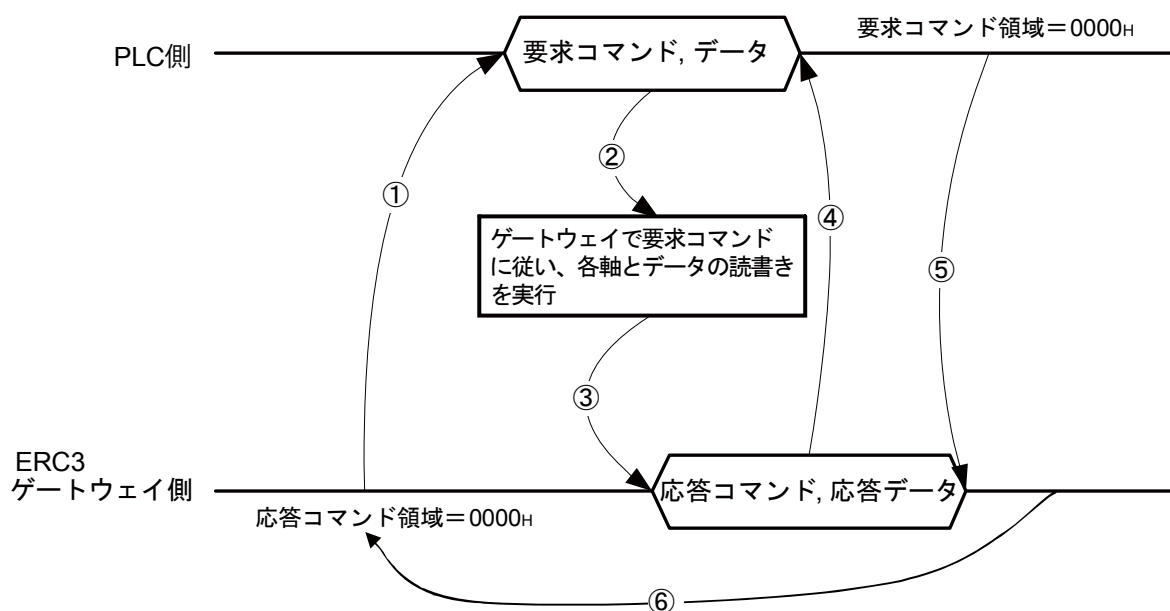 要求コマンド領域＝0000H
PLC側
要求コマンド, データ
②
①
④
ゲートウェイで要求コマンド
に従い、各軸とデータの読書き
を実行
⑤
③
ERC3
ゲートウェイ側
応答コマンド, 応答データ
応答コマンド領域＝0000H
⑥